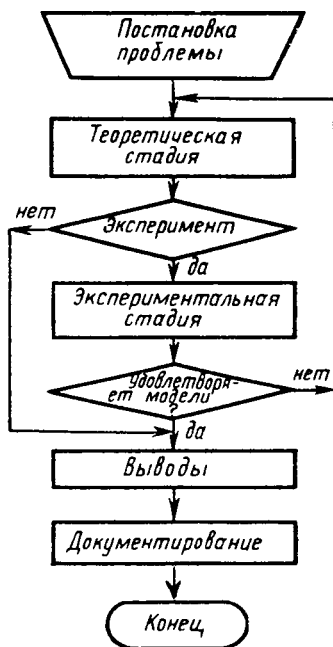 Постановка
проблемы
Теоретическая
стадия
нет
Эксперимент
да
Экспериментальная
стадия
Удовлетворя-
ет модели
?
нет
да
Выводы
Документирование
Конец